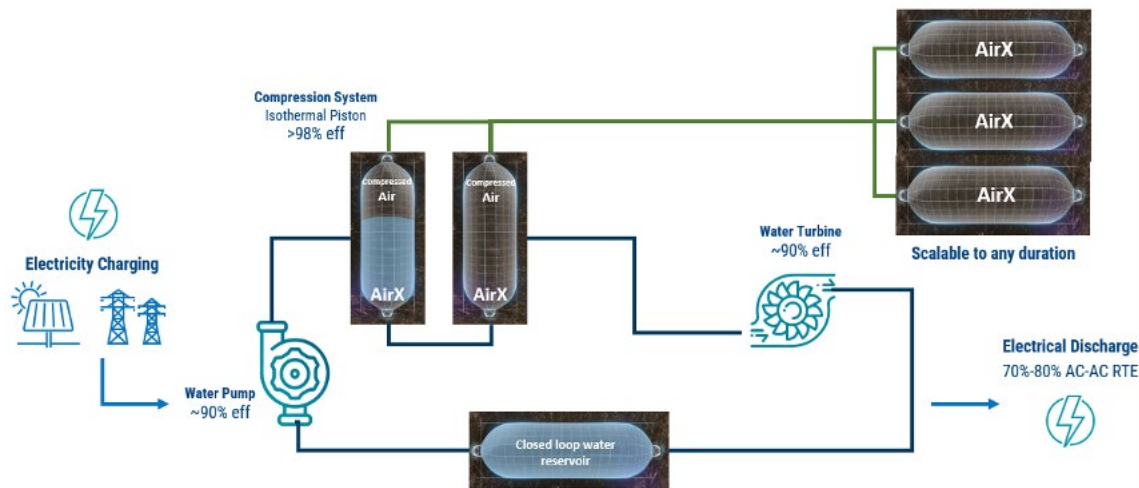 Compression System
Isothermal Piston
>98% eff
Compressed
Air
AirX
Compressed
Air
AirX
AirX
AirX
AirX
Scalable to any duration
Electricity Charging
Water Pump
~90% eff
Water Turbine
~90% eff
Closed loop water
reservoir
Electrical Discharge
70%-80% AC-AC RTE